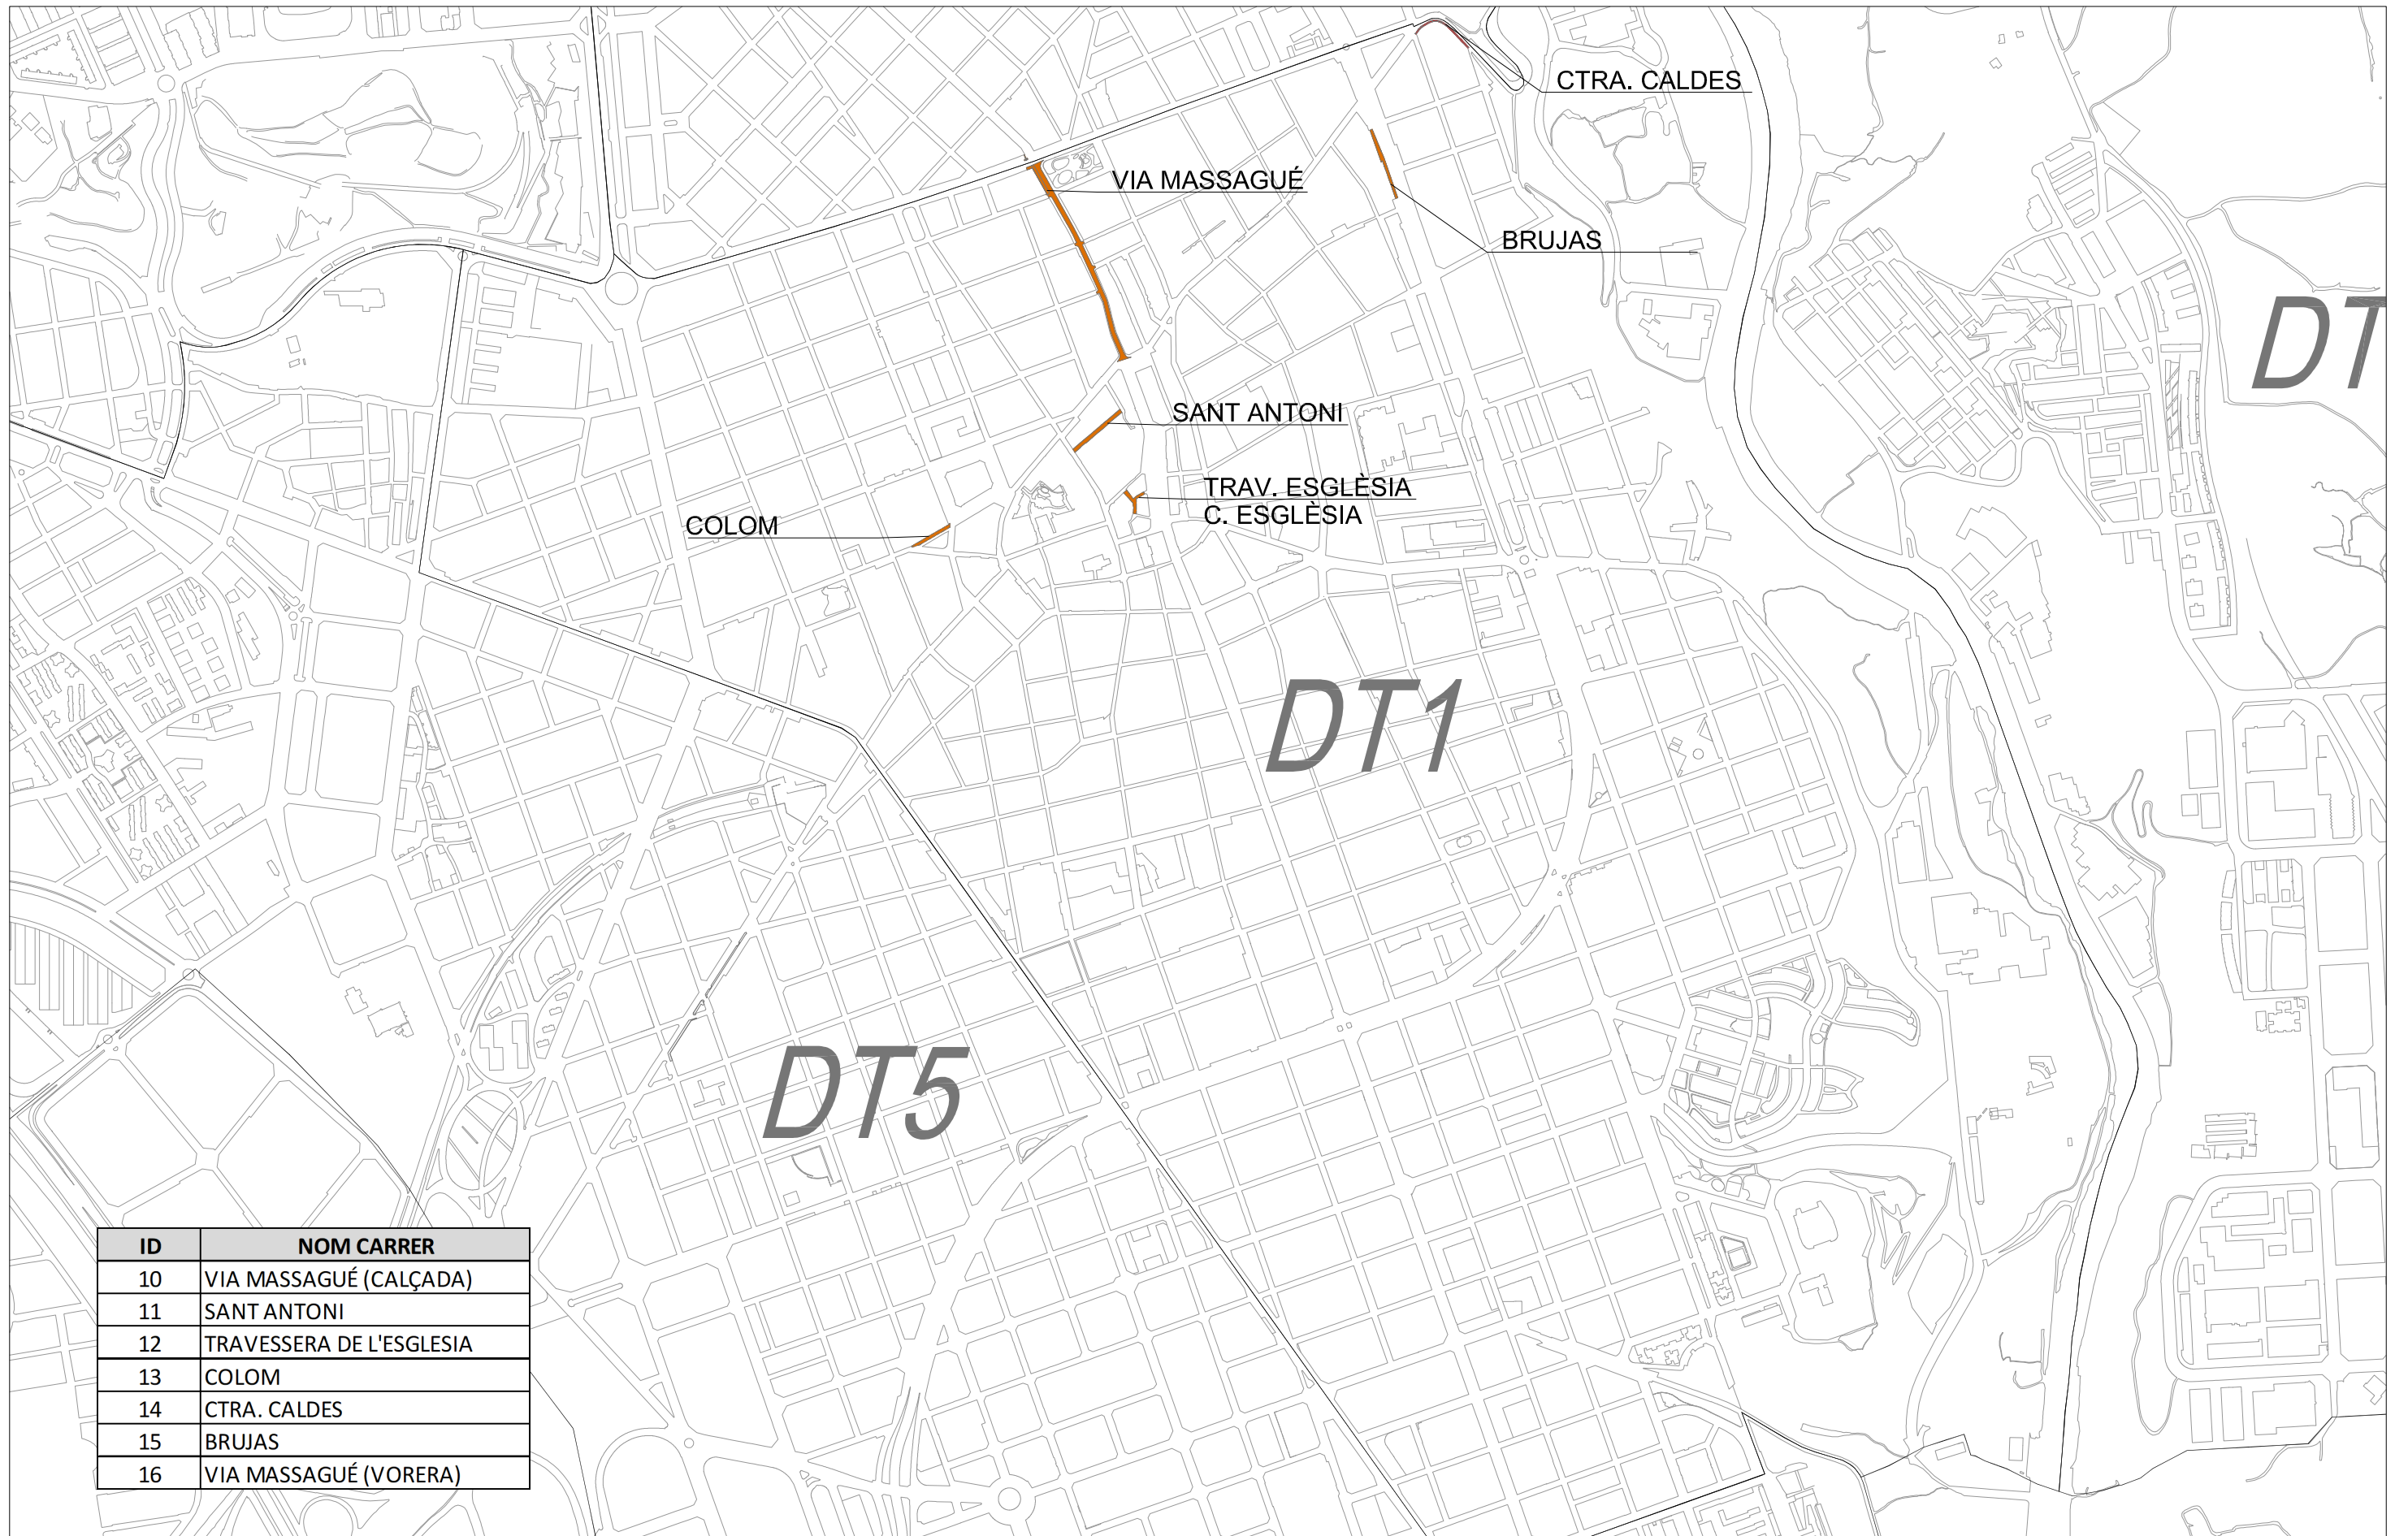 CTRA. CALDES
VIA MASSAGUÉ
BRUJAS
DT
SANT ANTONI
TRAV. ESGLÈSIA
C. ESGLÈSIA
COLOM
DT1
DT5
ID NOM CARRER
10 VIA MASSAGUÉ (CALÇADA)
11 SANT ANTONI
12 TRAVESSERA DE L'ESGLESIA
13 COLOM
14 CTRA. CALDES
15 BRUJAS
16 VIA MASSAGUÉ (VORERA)